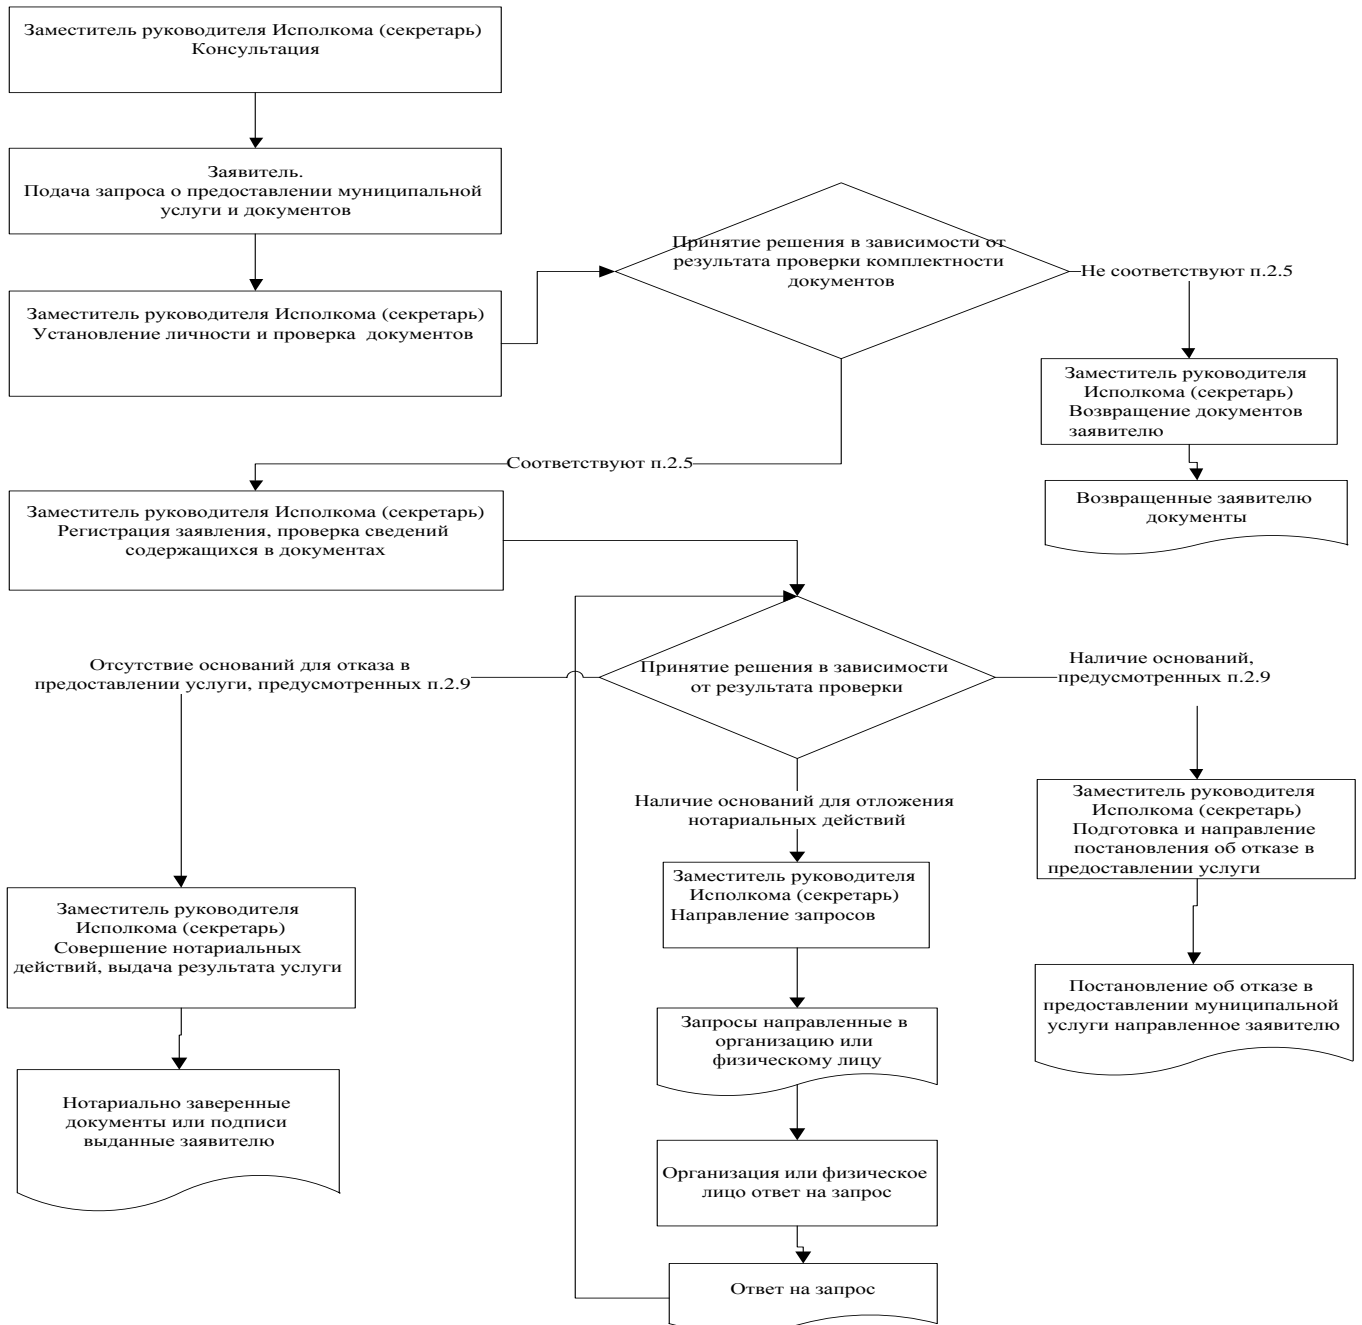 Заместитель руководителя Исполкома (секретарь)
Консультация
Заявитель.
Подача запроса о предоставлении муниципальной
услуги и документов
Заместитель руководителя Исполкома (секретарь)
Установление личности и проверка документов
Принятие решения в зависимости от
результата проверки комплектности
документов
Не соответствуют п.2.5
Заместитель руководителя
Исполкома (секретарь)
Возвращение документов
заявителю
Возвращенные заявителю
документы
Соответствуют п.2.5
Заместитель руководителя Исполкома (секретарь)
Регистрация заявления, проверка сведений
содержащихся в документах
Принятие решения в зависимости
от результата проверки
Отсутствие оснований для отказа в
предоставлении услуги, предусмотренных п.2.9
Наличие оснований,
предусмотренных п.2.9
Наличие оснований для отложения
нотариальных действий
Заместитель руководителя
Исполкома (секретарь)
Совершение нотариальных
действий, выдача результата услуги
Нотариально заверенные
документы или подписи
выданные заявителю
Заместитель руководителя
Исполкома (секретарь)
Направление запросов
Запросы направленные в
организацию или
физическому лицу
Организация или физическое
лицо ответ на запрос
Ответ на запрос
Заместитель руководителя
Исполкома (секретарь)
Подготовка и направление
постановления об отказе в
предоставлении услуги
Постановление об отказе в
предоставлении муниципальной
услуги направленное заявителю